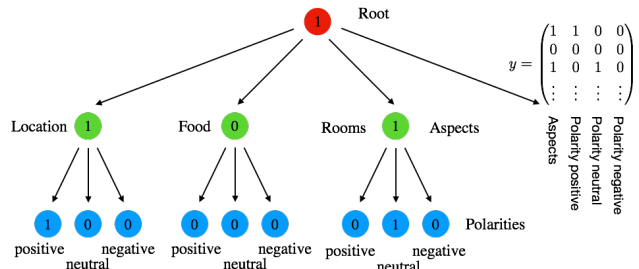 1 Root
y = ( 1 1 0 0
0 0 0 0
1 0 1 0
... ... ... ... )
Aspects
Polarity positive
Polarity neutral
Polarity negative
Location 1 Food 0 Rooms 1 Aspects
1 0 0 0 0 0 0 1 0 Polarities
positive negative positive negative positive negative
neutral neutral neutral